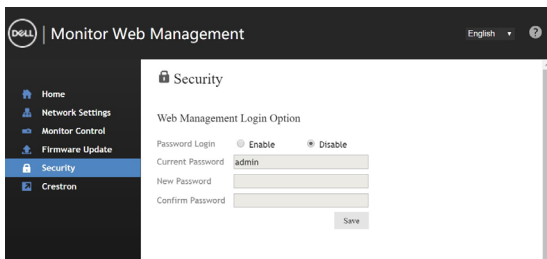 DELL | Monitor Web Management English ?
Security
Home
Network Settings
Monitor Control
Firmware Update
Security
Crestron
Web Management Login Option
Password Login Enable Disable
Current Password admin
New Password
Confirm Password
Save